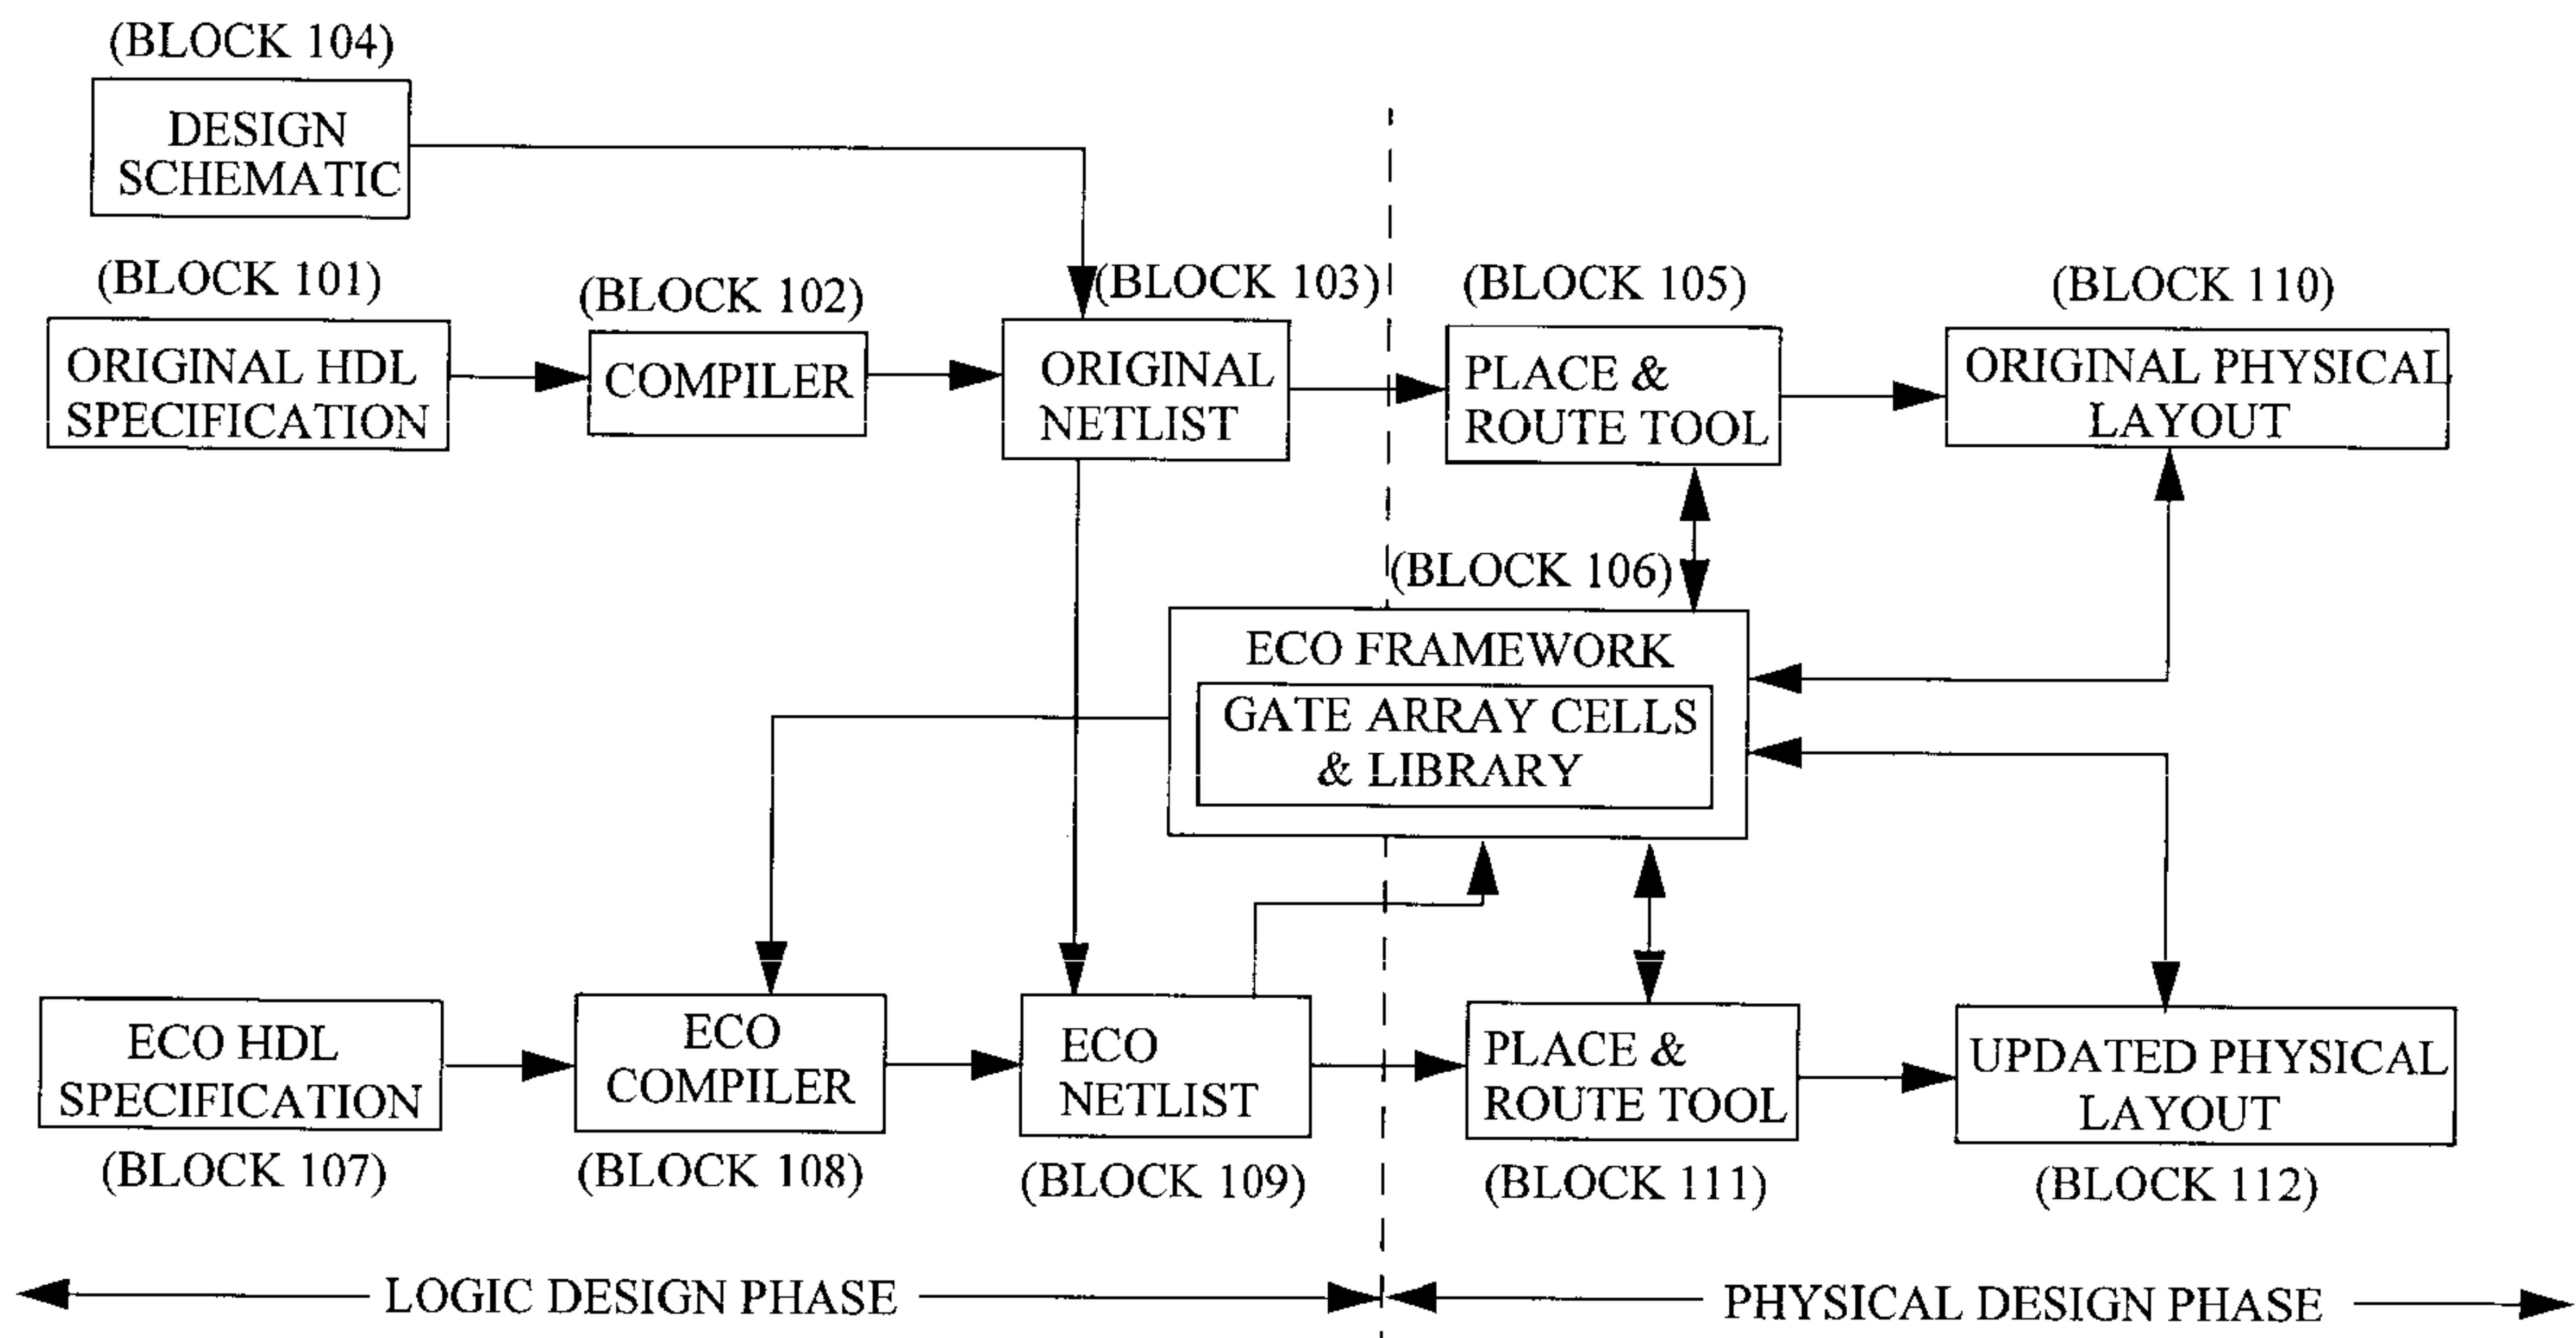 (BLOCK 104)
DESIGN
SCHEMATIC
(BLOCK 101)
ORIGINAL HDL
SPECIFICATION
(BLOCK 102)
COMPILER
(BLOCK 103)
ORIGINAL
NETLIST
(BLOCK 105)
PLACE &
ROUTE TOOL
(BLOCK 110)
ORIGINAL PHYSICAL
LAYOUT
(BLOCK 106)
ECO FRAMEWORK
GATE ARRAY CELLS
& LIBRARY
ECO HDL
SPECIFICATION
(BLOCK 107)
ECO
COMPILER
(BLOCK 108)
ECO
NETLIST
(BLOCK 109)
PLACE &
ROUTE TOOL
(BLOCK 111)
UPDATED PHYSICAL
LAYOUT
(BLOCK 112)
LOGIC DESIGN PHASE
PHYSICAL DESIGN PHASE